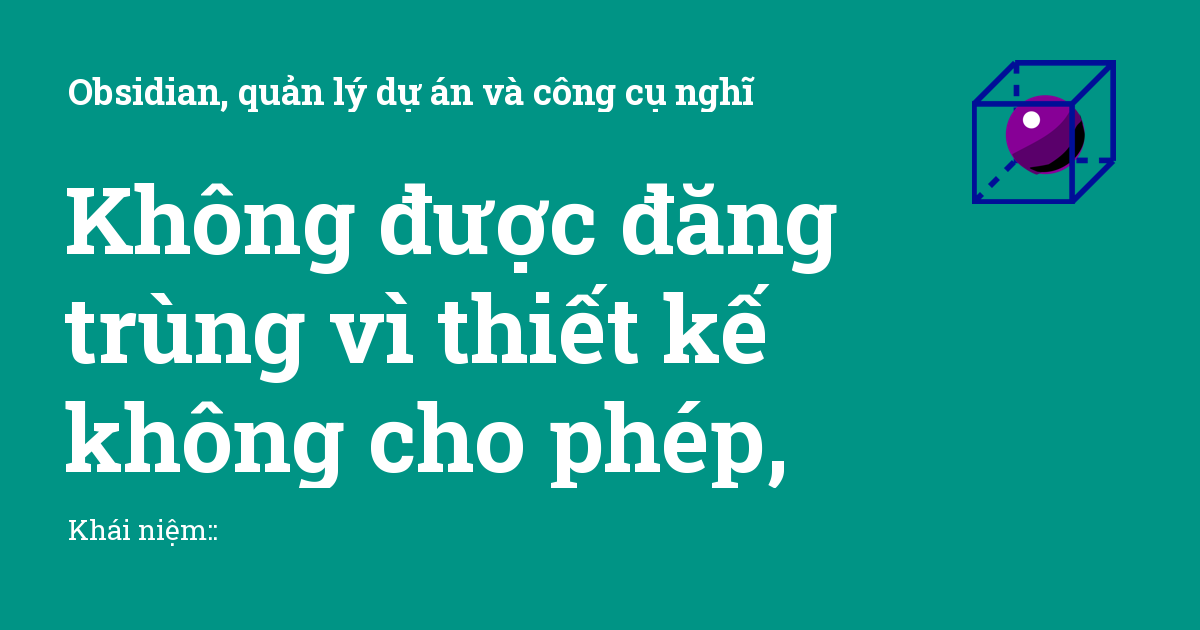 Obsidian, quản lý dự án và công cụ nghĩ
Không được đăng
trùng vì thiết kế
không cho phép,
Khái niệm::